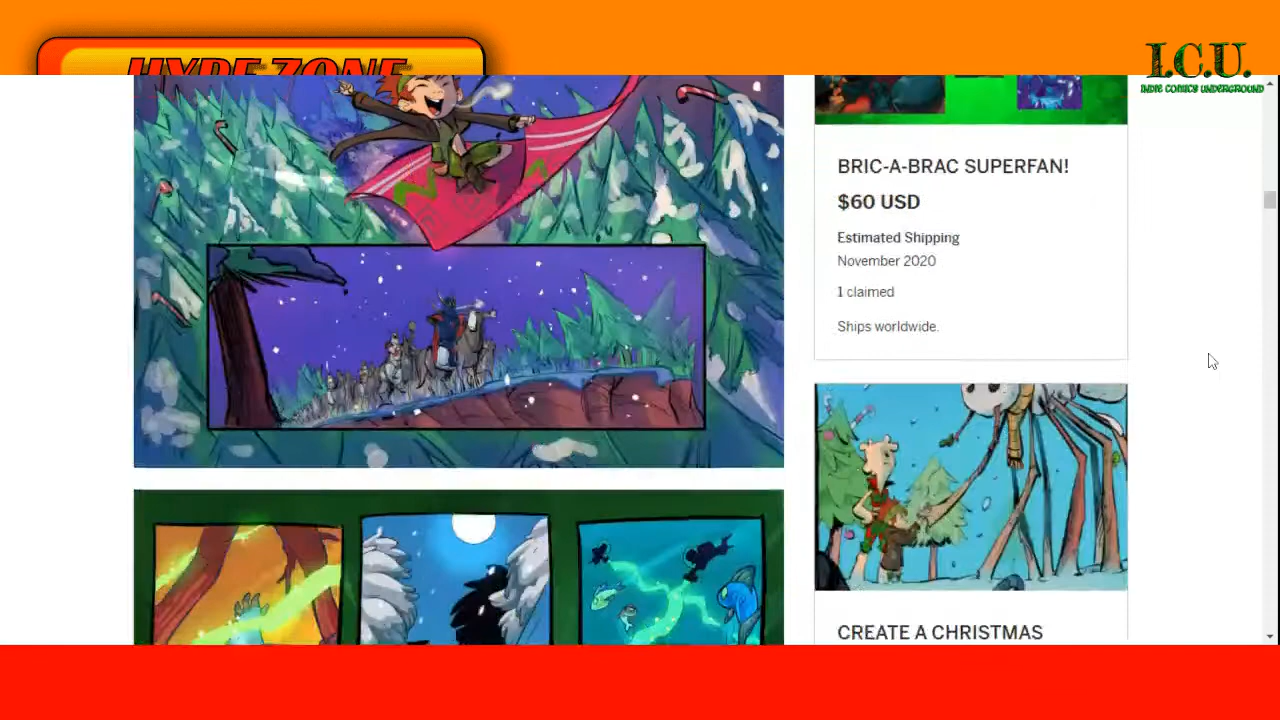 HYPE ZONE
I.C.U.
INDIE COMICS UNDERGROUND
BRIC-A-BRAC SUPERFAN!
$60 USD
Estimated Shipping
November 2020
1 claimed
Ships worldwide.
CREATE A CHRISTMAS